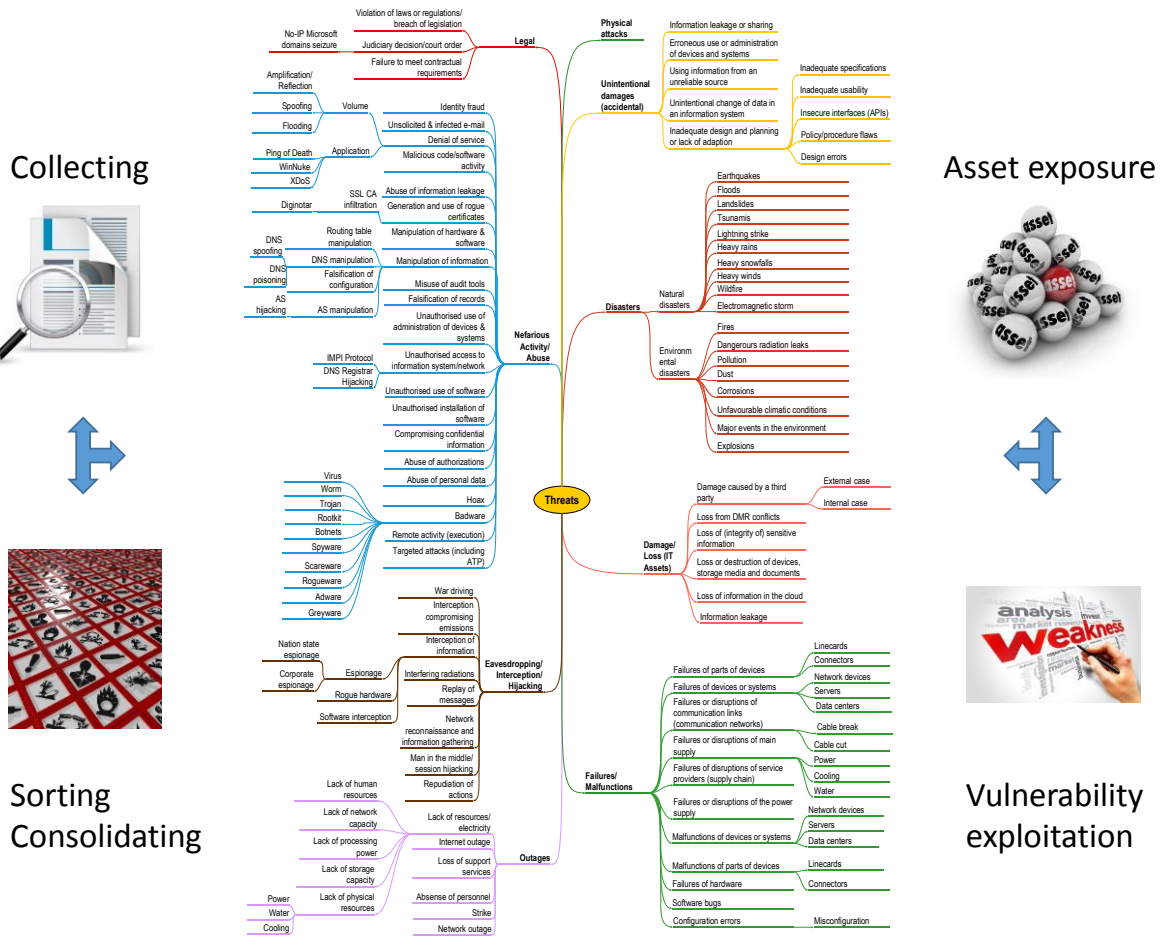 Collecting
Sorting
Consolidating
Asset exposure
asset
asset
asset
asset
asset
asset
asset
asset
analysis
area
market research
invest
weakness
opportunities
market
Vulnerability
exploitation
Threats
Legal
Violation of laws or regulations/
breach of legislation
Judiciary decision/court order
No-IP Microsoft
domains seizure
Failure to meet contractual
requirements
Nefarious
Activity/
Abuse
Identity fraud
Unsolicited & infected e-mail
Denial of service
Volume
Amplification/
Reflection
Spoofing
Flooding
Application
Ping of Death
WinNuke
XDoS
Malicious code/software
activity
Abuse of information leakage
Generation and use of rogue
certificates
SSL CA
infiltration
Diginotar
Manipulation of hardware &
software
Manipulation of information
Routing table
manipulation
DNS manipulation
DNS
spoofing
DNS
poisoning
Falsification of
configuration
AS manipulation
AS
hijacking
Misuse of audit tools
Falsification of records
Unauthorised use of
administration of devices &
systems
Unauthorised access to
information system/network
IMPI Protocol
DNS Registrar
Hijacking
Unauthorised use of software
Unauthorised installation of
software
Compromising confidential
information
Abuse of authorizations
Abuse of personal data
Hoax
Badware
Virus
Worm
Trojan
Rootkit
Botnets
Spyware
Scareware
Rogueware
Adware
Greyware
Remote activity (execution)
Targeted attacks (including
ATP)
Eavesdropping/
Interception/
Hijacking
War driving
Interception
compromising
emissions
Interception of
information
Espionage
Nation state
espionage
Corporate
espionage
Rogue hardware
Software interception
Interfering radiations
Replay of
messages
Network
reconnaissance and
information gathering
Man in the middle/
session hijacking
Repudiation of
actions
Outages
Lack of resources/
electricity
Lack of human
resources
Lack of network
capacity
Lack of processing
power
Lack of storage
capacity
Lack of physical
resources
Power
Water
Cooling
Internet outage
Loss of support
services
Absense of personnel
Strike
Network outage
Physical
attacks
Unintentional
damages
(accidental)
Information leakage or sharing
Erroneous use or administration
of devices and systems
Using information from an
unreliable source
Unintentional change of data in
an information system
Inadequate design and planning
or lack of adaption
Inadequate specifications
Inadequate usability
Insecure interfaces (APIs)
Policy/procedure flaws
Design errors
Disasters
Natural
disasters
Earthquakes
Floods
Landslides
Tsunamis
Lightning strike
Heavy rains
Heavy snowfalls
Heavy winds
Wildfire
Electromagnetic storm
Environm
ental
disasters
Fires
Dangerours radiation leaks
Pollution
Dust
Corrosions
Unfavourable climatic conditions
Major events in the environment
Explosions
Damage/
Loss (IT
Assets)
Damage caused by a third
party
External case
Internal case
Loss from DMR conflicts
Loss of (integrity of) sensitive
information
Loss or destruction of devices,
storage media and documents
Loss of information in the cloud
Information leakage
Failures/
Malfunctions
Failures of parts of devices
Linecards
Connectors
Failures of devices or systems
Network devices
Servers
Data centers
Failures or disruptions of
communication links
(communication networks)
Cable break
Cable cut
Failures or disruptions of main
supply
Power
Cooling
Water
Failures of disruptions of service
providers (supply chain)
Failures or disruptions of the power
supply
Malfunctions of devices or systems
Network devices
Servers
Data centers
Malfunctions of parts of devices
Linecards
Connectors
Failures of hardware
Software bugs
Configuration errors
Misconfiguration